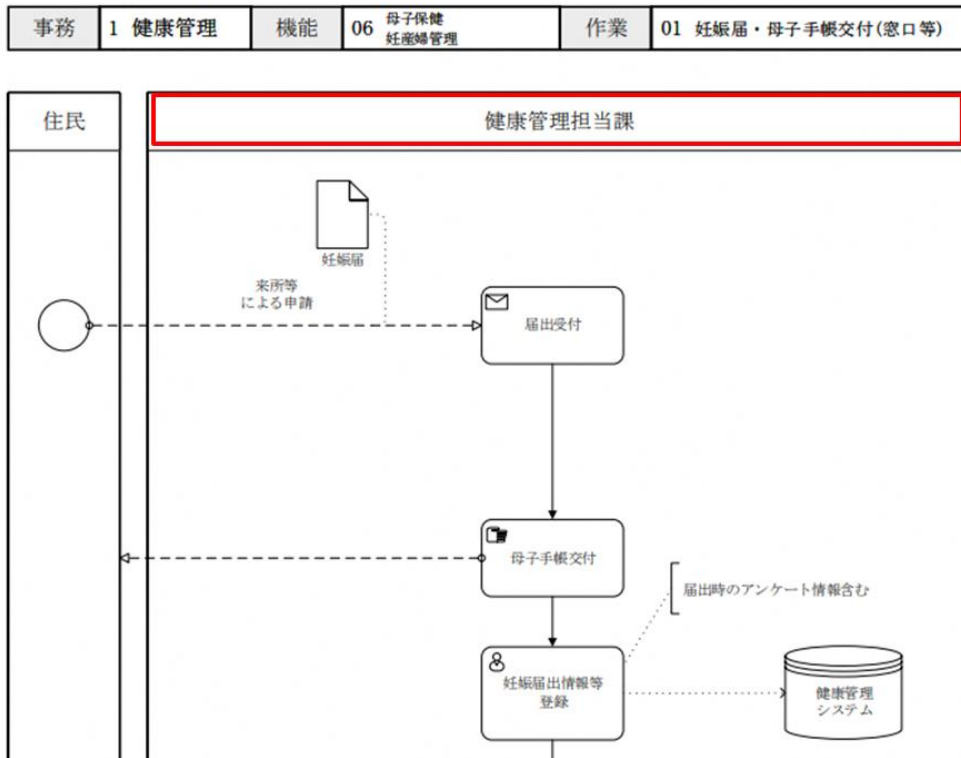 事務
1 健康管理
機能
06 母子保健
妊産婦管理
作業
01 妊娠届・母子手帳交付(窓口等)
住民
健康管理担当課
妊娠届
来所等
による申請
届出受付
母子手帳交付
届時のアンケート情報含む
妊娠届出情報等
登録
健康管理
システム